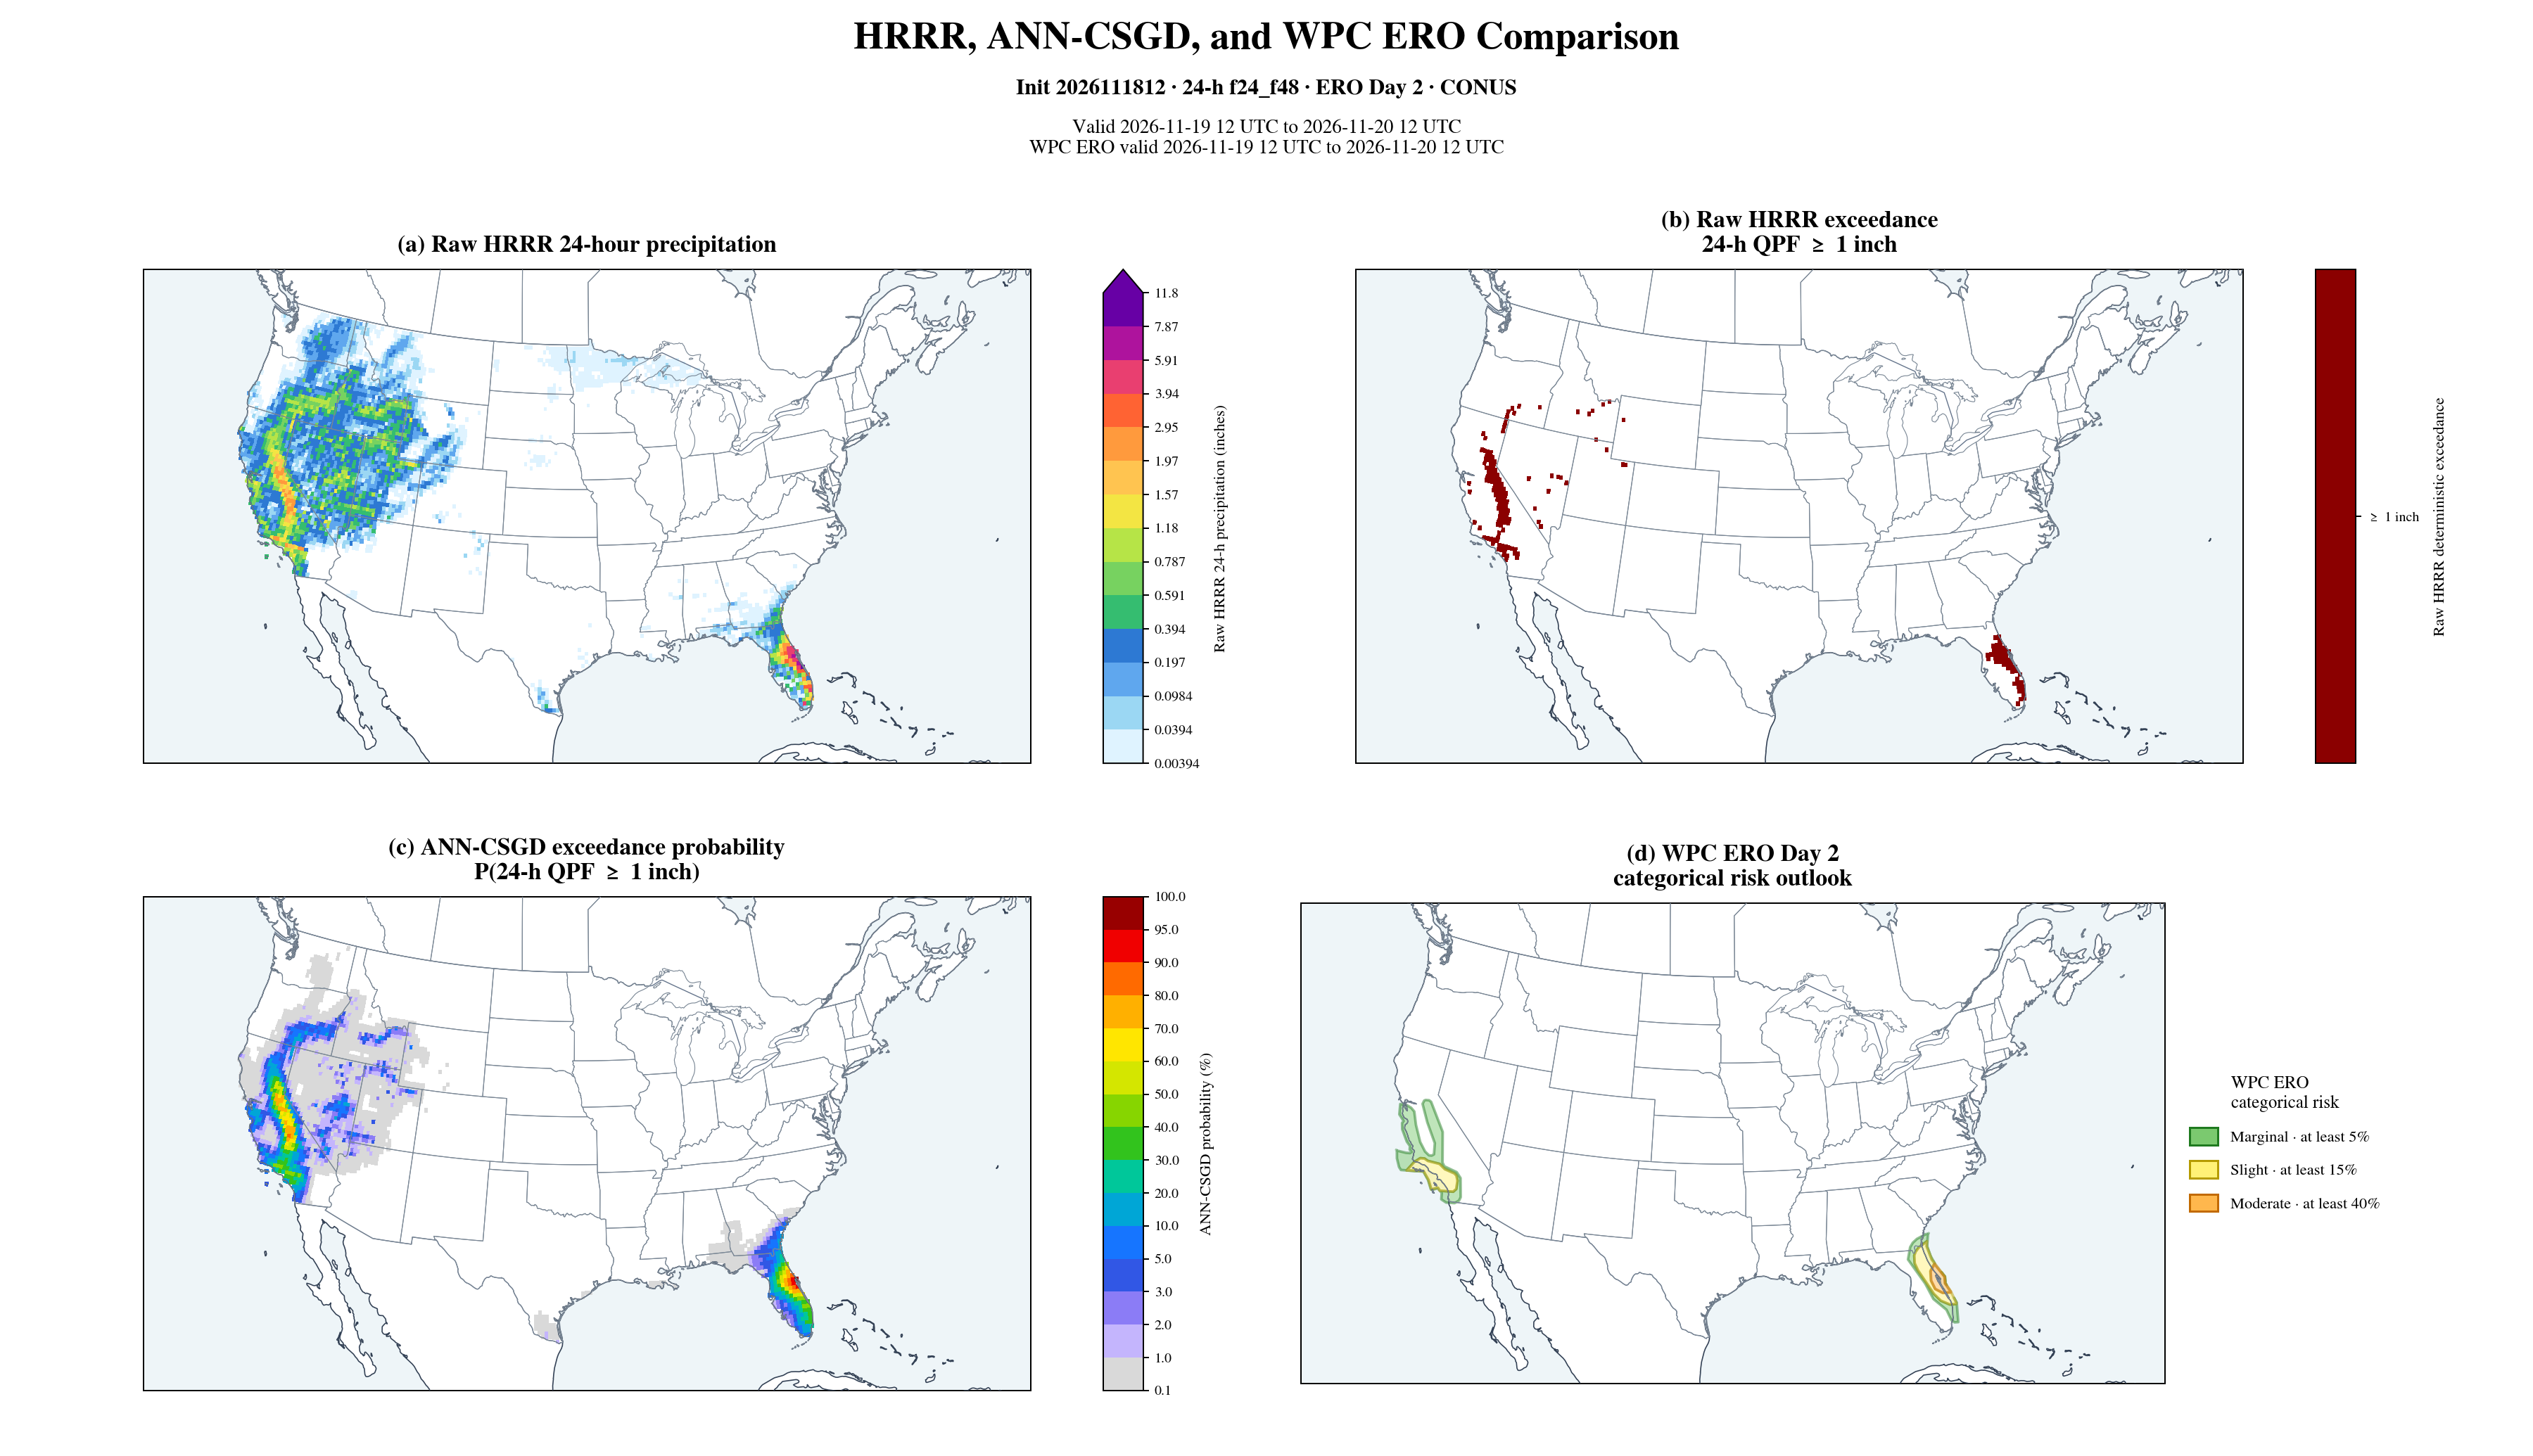 HRRR, ANN-CSGD, and WPC ERO Comparison
Init 2026111812 · 24-h f24_f48 · ERO Day 2 · CONUS
Valid 2026-11-19 12 UTC to 2026-11-20 12 UTC
WPC ERO valid 2026-11-19 12 UTC to 2026-11-20 12 UTC
(a) Raw HRRR 24-hour precipitation
11.8
7.87
5.91
3.94
2.95
1.97
1.57
1.18
0.787
0.591
0.394
0.197
0.0984
0.0394
0.00394
Raw HRRR 24-h precipitation (inches)
(b) Raw HRRR exceedance
24-h QPF ≥ 1 inch
≥ 1 inch
Raw HRRR deterministic exceedance
(c) ANN-CSGD exceedance probability
P(24-h QPF ≥ 1 inch)
100.0
95.0
90.0
80.0
70.0
60.0
50.0
40.0
30.0
20.0
10.0
5.0
3.0
2.0
1.0
0.1
ANN-CSGD probability (%)
(d) WPC ERO Day 2
categorical risk outlook
WPC ERO
categorical risk
Marginal · at least 5%
Slight · at least 15%
Moderate · at least 40%